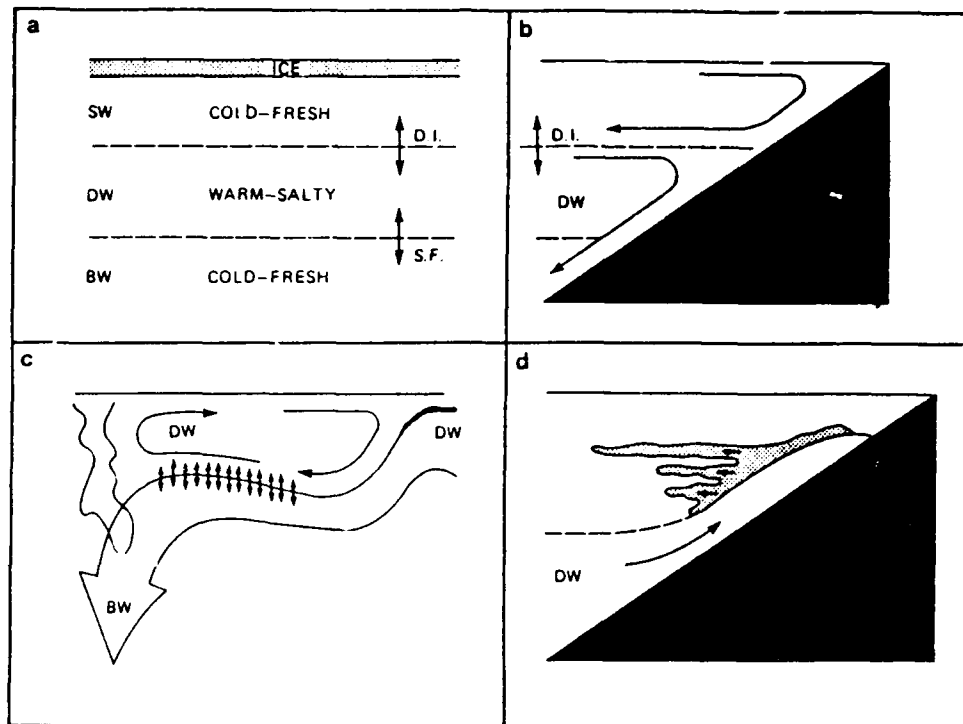 a
ICE
SW COLD-FRESH
D.I.
DW WARM-SALTY
S.F.
BW COLD-FRESH
b
D.I.
DW
c
DW
DW
BW
d
DW